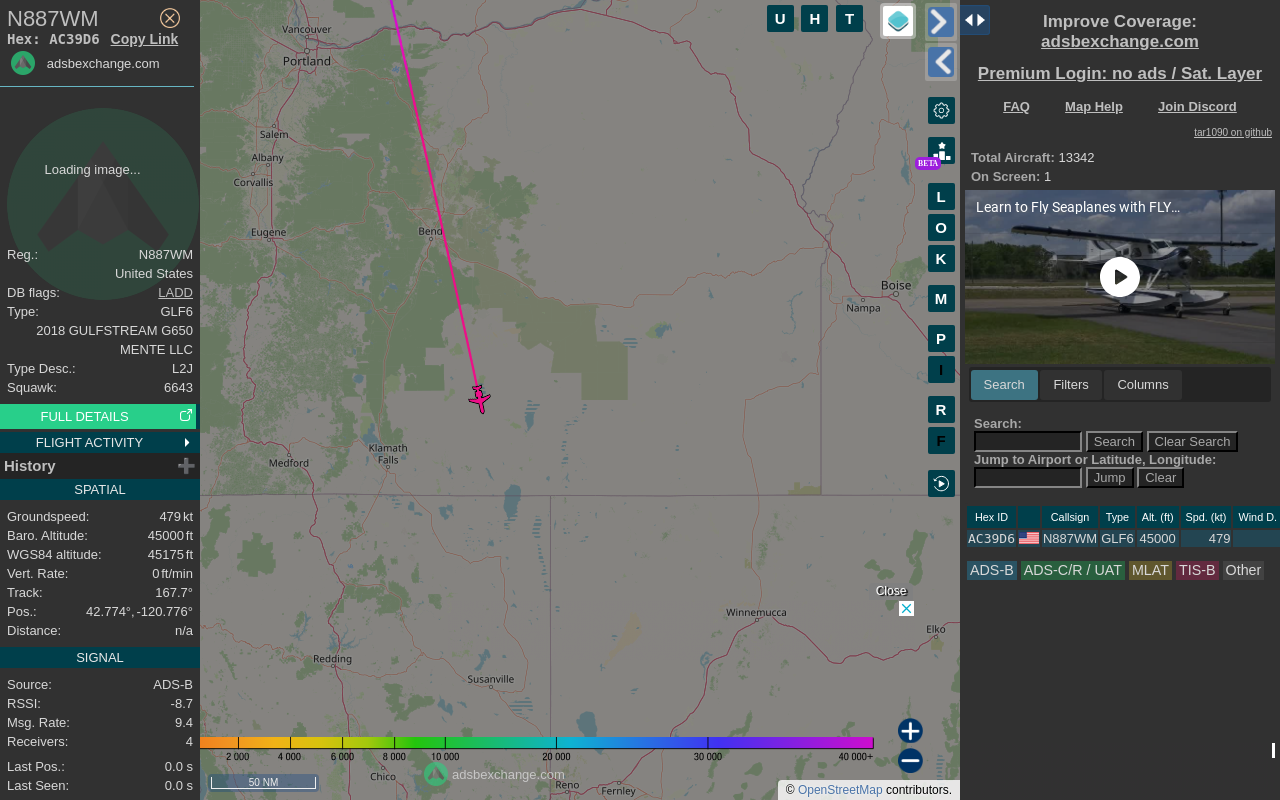 N887WM
Hex: AC39D6 Copy Link
adsbexchange.com
Loading image...
Reg.: N887WM
United States
DB flags: LADD
Type: GLF6
2018 GULFSTREAM G650
MENTE LLC
Type Desc.: L2J
Squawk: 6643
FULL DETAILS
FLIGHT ACTIVITY
History
SPATIAL
Groundspeed: 479 kt
Baro. Altitude: 45000 ft
WGS84 altitude: 45175 ft
Vert. Rate: 0 ft/min
Track: 167.7°
Pos.: 42.774°, -120.776°
Distance: n/a
SIGNAL
Source: ADS-B
RSSI: -8.7
Msg. Rate: 9.4
Receivers: 4
Last Pos.: 0.0 s
Last Seen: 0.0 s
Vancouver
Portland
Salem
Albany
Corvallis
Eugene
Bend
Boise
Nampa
Medford
Klamath
Falls
Winnemucca
Elko
Redding
Susanville
Chico
Reno
Fernley
Close
2 000 4 000 6 000 8 000 10 000 20 000 30 000 40 000+
adsbexchange.com
50 NM
© OpenStreetMap contributors.
U H T
BETA
L
O
K
M
P
I
R
F
Improve Coverage:
adsbexchange.com
Premium Login: no ads / Sat. Layer
FAQ Map Help Join Discord
tar1090 on github
Total Aircraft: 13342
On Screen: 1
Learn to Fly Seaplanes with FLY...
Search Filters Columns
Search:
Search Clear Search
Jump to Airport or Latitude, Longitude:
Jump Clear
Hex ID Callsign Type Alt. (ft) Spd. (kt) Wind D.
AC39D6 N887WM GLF6 45000 479
ADS-B ADS-C/R / UAT MLAT TIS-B Other